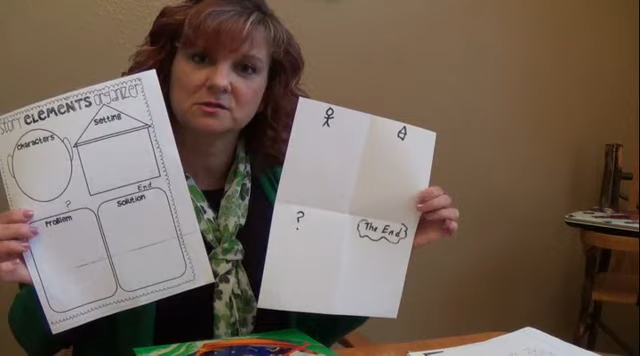 Story ELEMENTS organizer
Characters
Setting
?
End
Problem
Solution
?
The End